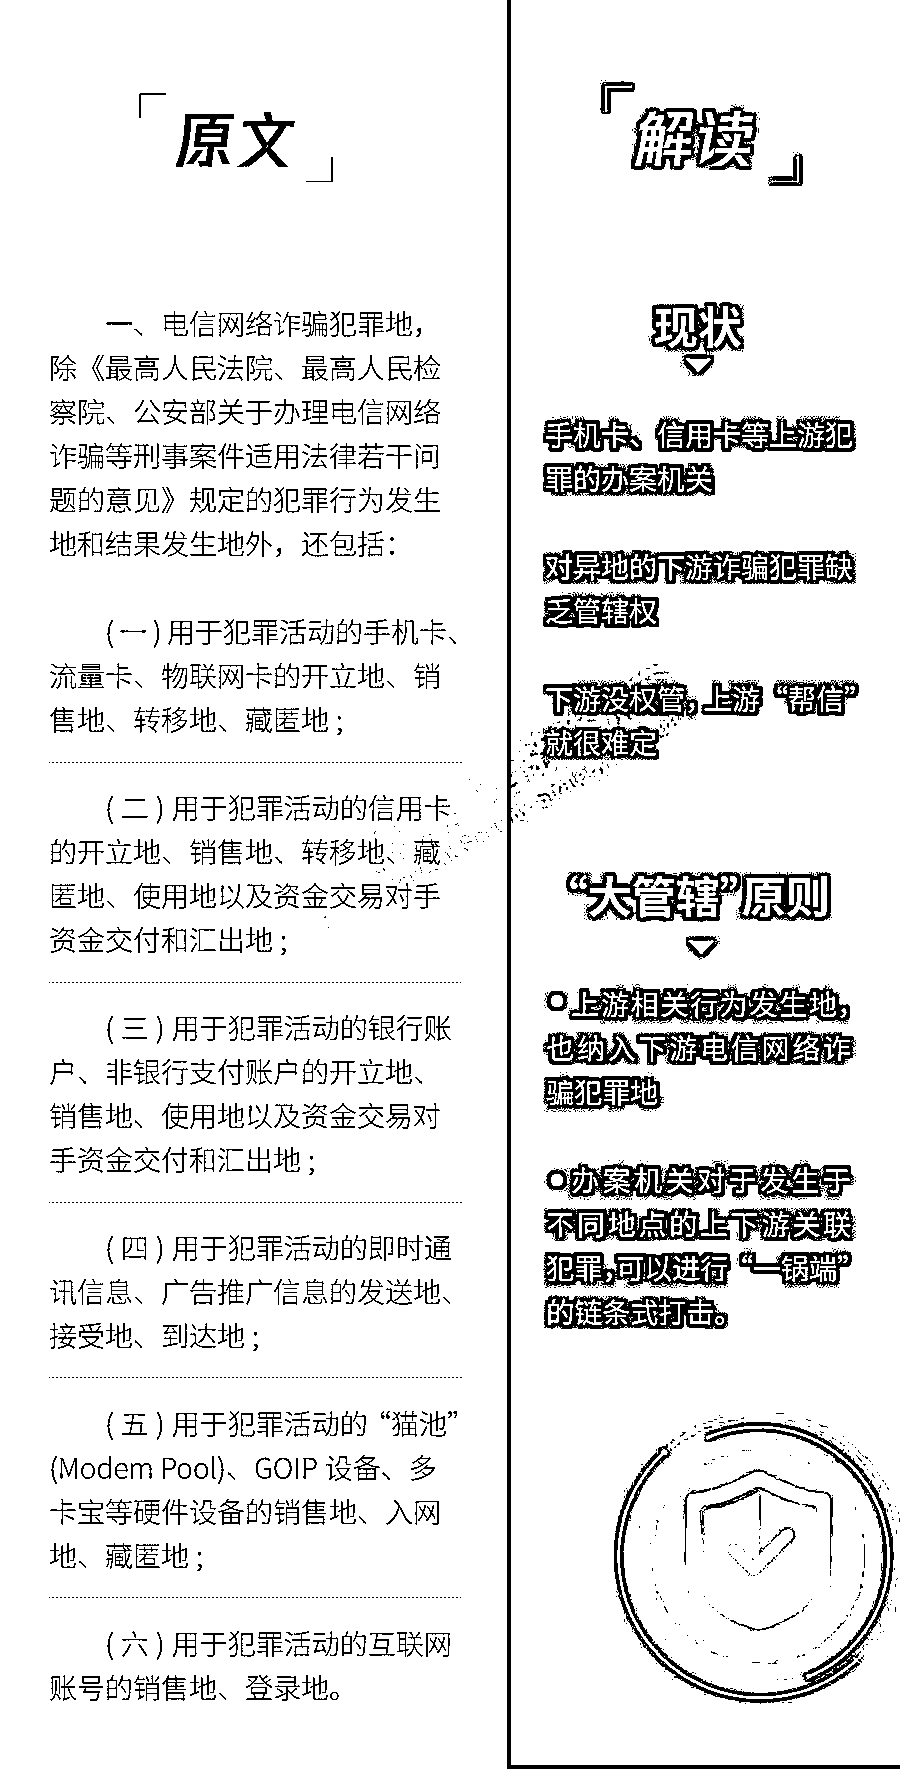 原文
一、电信网络诈骗犯罪地，
除《最高人民法院、最高人民检
察院、公安部关于办理电信网络
诈骗等刑事案件适用法律若干问
题的意见》规定的犯罪行为发生
地和结果发生地外，还包括：
(一)用于犯罪活动的手机卡、
流量卡、物联网卡的开立地、销
售地、转移地、藏匿地；
(二)用于犯罪活动的信用卡
的开立地、销售地、转移地、藏
匿地、使用地以及资金交易对手
资金交付和汇出地；
(三)用于犯罪活动的银行账
户、非银行支付账户的开立地、
销售地、使用地以及资金交易对
手资金交付和汇出地；
(四)用于犯罪活动的即时通
讯信息、广告推广信息的发送地、
接受地、到达地；
(五)用于犯罪活动的“猫池”
(Modem Pool)、GOIP 设备、多
卡宝等硬件设备的销售地、入网
地、藏匿地；
(六)用于犯罪活动的互联网
账号的销售地、登录地。
解读
现状
手机卡、信用卡等上游犯
罪的办案机关
对异地的下游诈骗犯罪缺
乏管辖权
下游没权管，上游“帮信”
就很难定
“大管辖”原则
上游相关行为发生地，
也纳入下游电信网络诈
骗犯罪地
办案机关对于发生于
不同地点的上下游关联
犯罪，可以进行“一锅端”
的链条式打击。